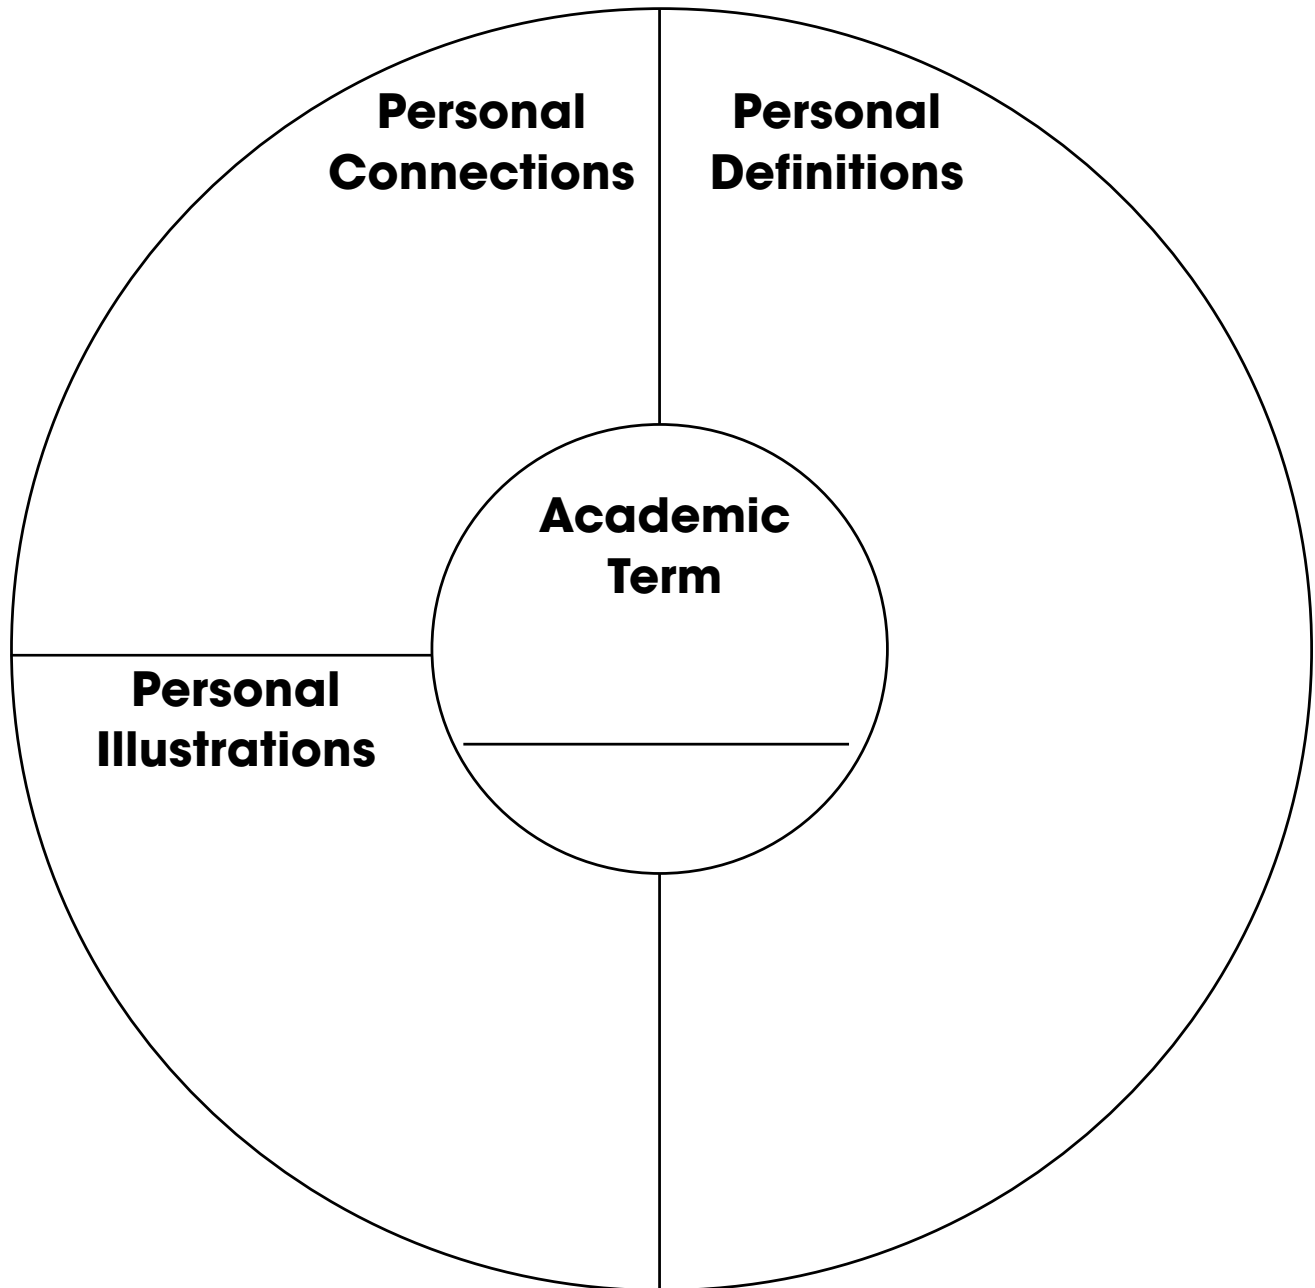 Personal
Connections
Personal
Definitions
Academic
Term
Personal
Illustrations